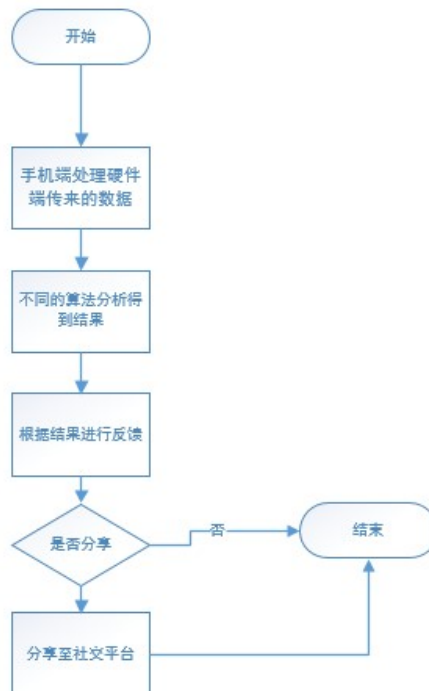 开始
手机端处理硬件
端传来的数据
不同的算法分析得
到结果
根据结果进行反馈
是否分享
否
结束
分享至社交平台